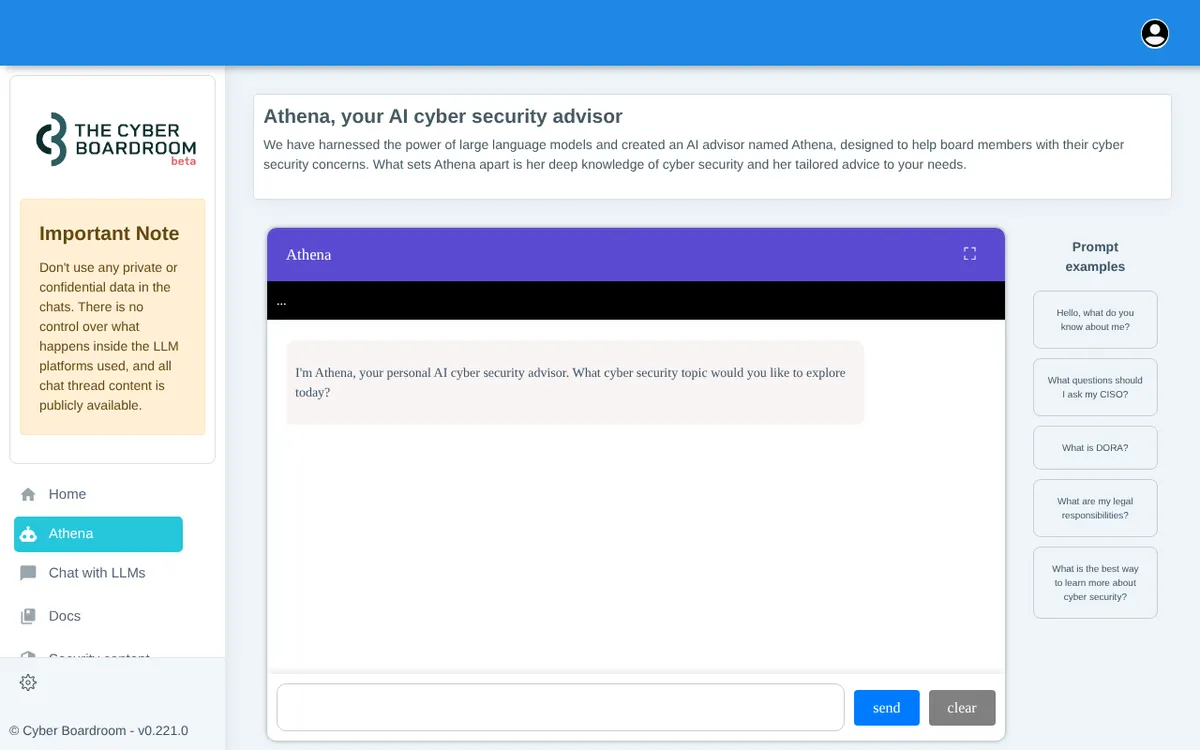 THE CYBER
BOARDROOM
beta
Important Note
Don't use any private or
confidential data in the
chats. There is no
control over what
happens inside the LLM
platforms used, and all
chat thread content is
publicly available.
Home
Athena
Chat with LLMs
Docs
Security content
© Cyber Boardroom - v0.221.0
Athena, your AI cyber security advisor
We have harnessed the power of large language models and created an AI advisor named Athena, designed to help board members with their cyber
security concerns. What sets Athena apart is her deep knowledge of cyber security and her tailored advice to your needs.
Athena
...
I'm Athena, your personal AI cyber security advisor. What cyber security topic would you like to explore
today?
send
clear
Prompt
examples
Hello, what do you
know about me?
What questions should
I ask my CISO?
What is DORA?
What are my legal
responsibilities?
What is the best way
to learn more about
cyber security?